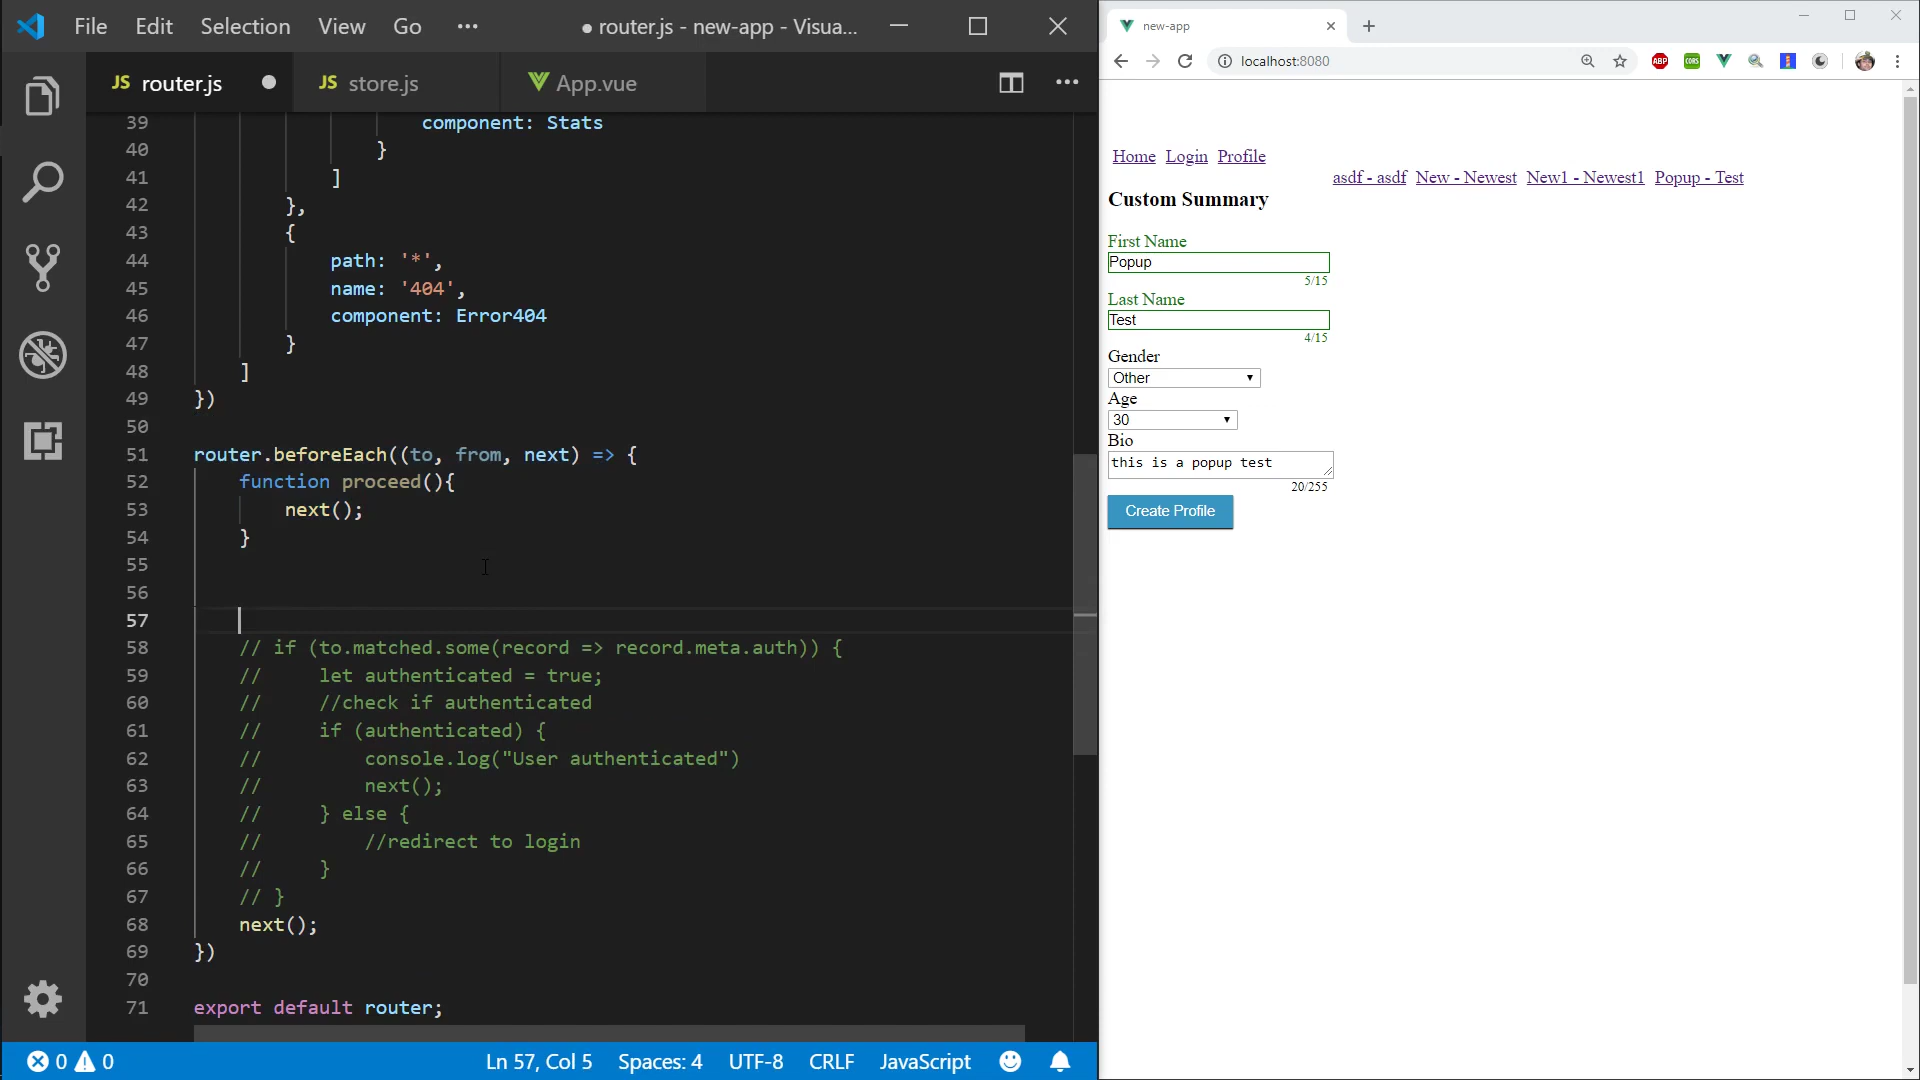 File Edit Selection View Go ••• ● router.js - new-app - Visua...
JS router.js ● JS store.js App.vue
39 component: Stats
40 }
41 ]
42 },
43 {
44 path: '*',
45 name: '404',
46 component: Error404
47 }
48 ]
49 })
50
51 router.beforeEach((to, from, next) => {
52 function proceed(){
53 next();
54 }
55
56
57
58 // if (to.matched.some(record => record.meta.auth)) {
59 // let authenticated = true;
60 // //check if authenticated
61 // if (authenticated) {
62 // console.log("User authenticated")
63 // next();
64 // } else {
65 // //redirect to login
66 // }
67 // }
68 next();
69 })
70
71 export default router;
0 0 Ln 57, Col 5 Spaces: 4 UTF-8 CRLF JavaScript
new-app
localhost:8080
ABP CORS
Home Login Profile
asdf - asdf New - Newest New1 - Newest1 Popup - Test
Custom Summary
First Name
Popup
5/15
Last Name
Test
4/15
Gender
Other
Age
30
Bio
this is a popup test
20/255
Create Profile